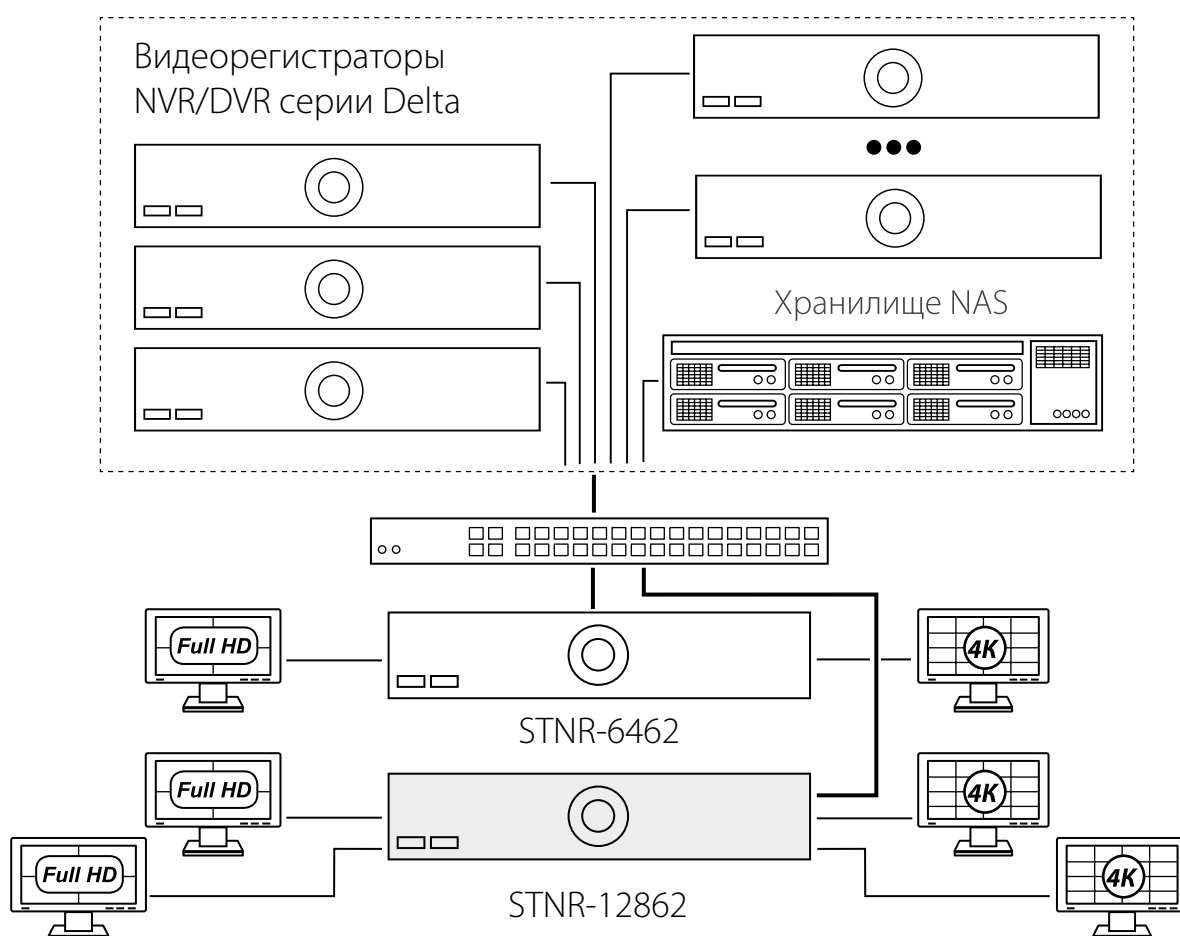 Видеорегистраторы
NVR/DVR серии Delta
Хранилище NAS
Full HD
4K
STNR-6462
Full HD
4K
Full HD
4K
STNR-12862